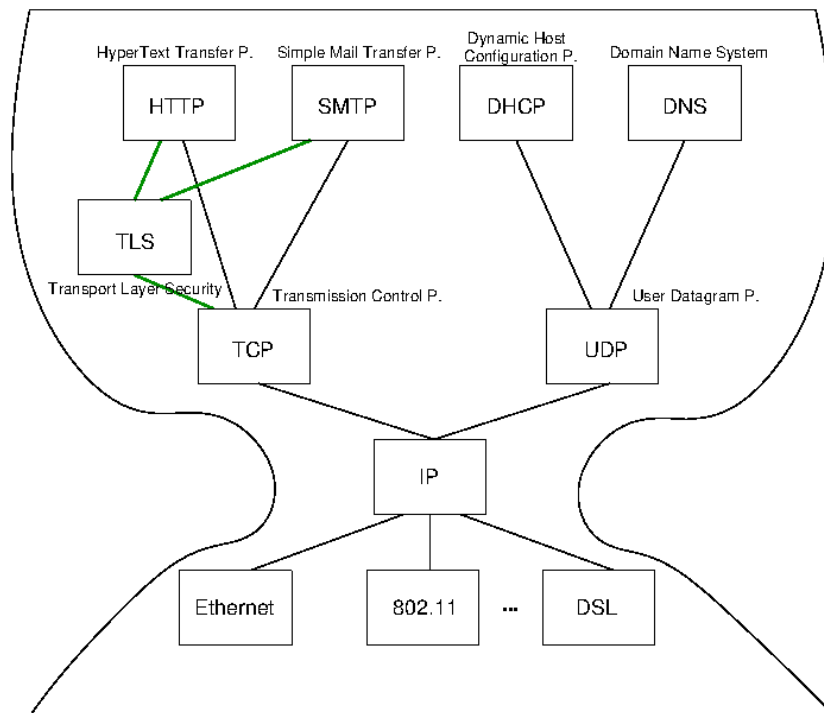 HyperText Transfer P.
Simple Mail Transfer P.
Dynamic Host
Configuration P.
Domain Name System
HTTP
SMTP
DHCP
DNS
TLS
Transport Layer Security
Transmission Control P.
User Datagram P.
TCP
UDP
IP
Ethernet
802.11
...
DSL